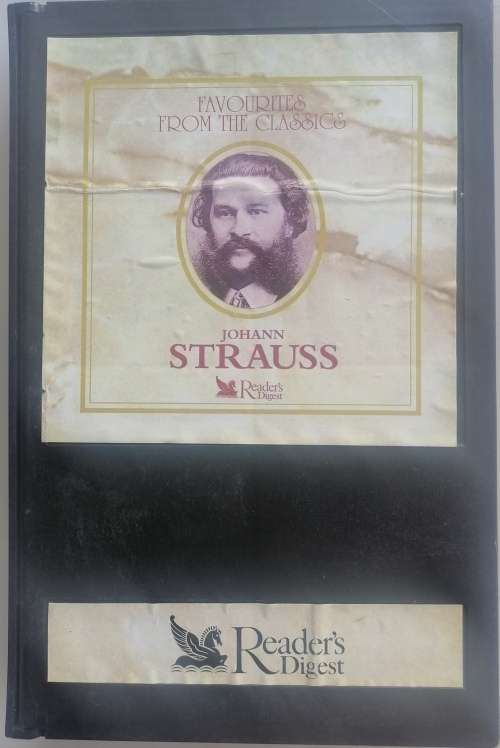 FAVOURITES
FROM THE CLASSICS
JOHANN
STRAUSS
Reader's
Digest
Reader's
Digest